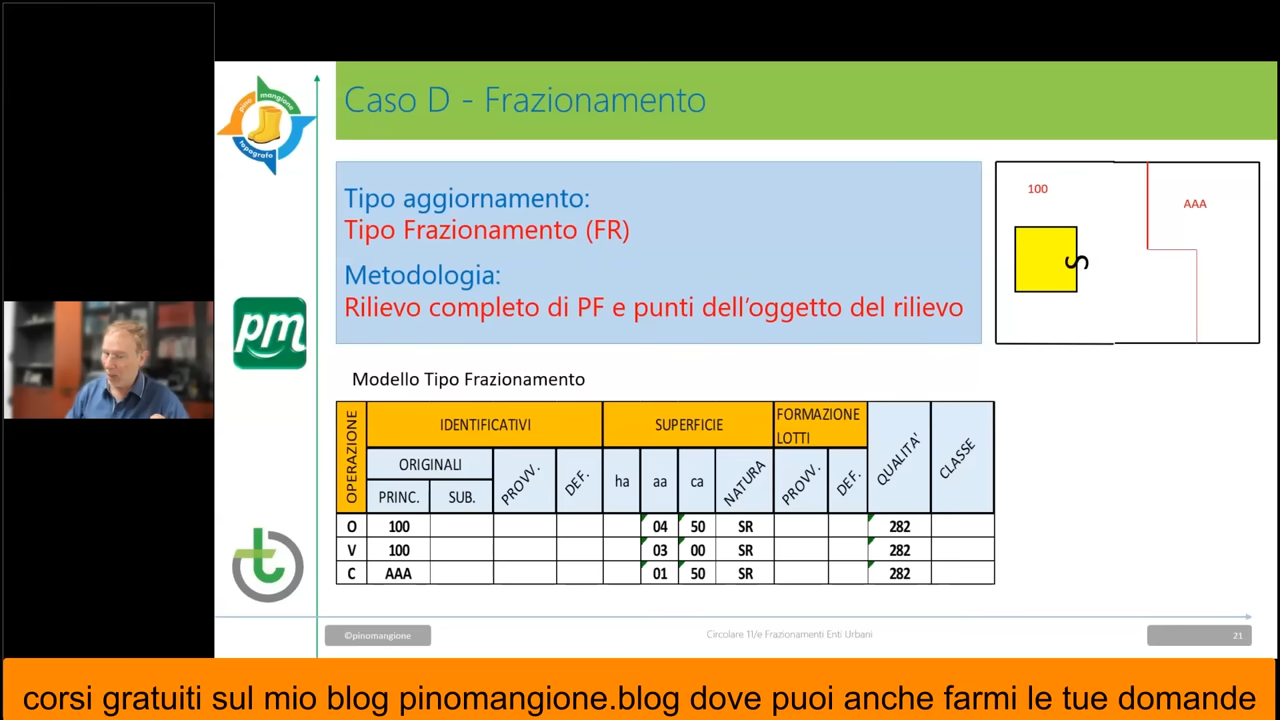 pino mangione
topografo
Caso D - Frazionamento
Tipo aggiornamento:
Tipo Frazionamento (FR)
Metodologia:
Rilievo completo di PF e punti dell'oggetto del rilievo
100
AAA
S
pm
Modello Tipo Frazionamento
OPERAZIONE IDENTIFICATIVI SUPERFICIE FORMAZIONE LOTTI QUALITA' CLASSE
ORIGINALI PROVV. DEF. ha aa ca NATURA PROVV. DEF.
PRINC. SUB.
O 100 04 50 SR 282
V 100 03 00 SR 282
C AAA 01 50 SR 282
t
©pinomangione Circolare 11/e Frazionamenti Enti Urbani 21
corsi gratuiti sul mio blog pinomangione.blog dove puoi anche farmi le tue domande